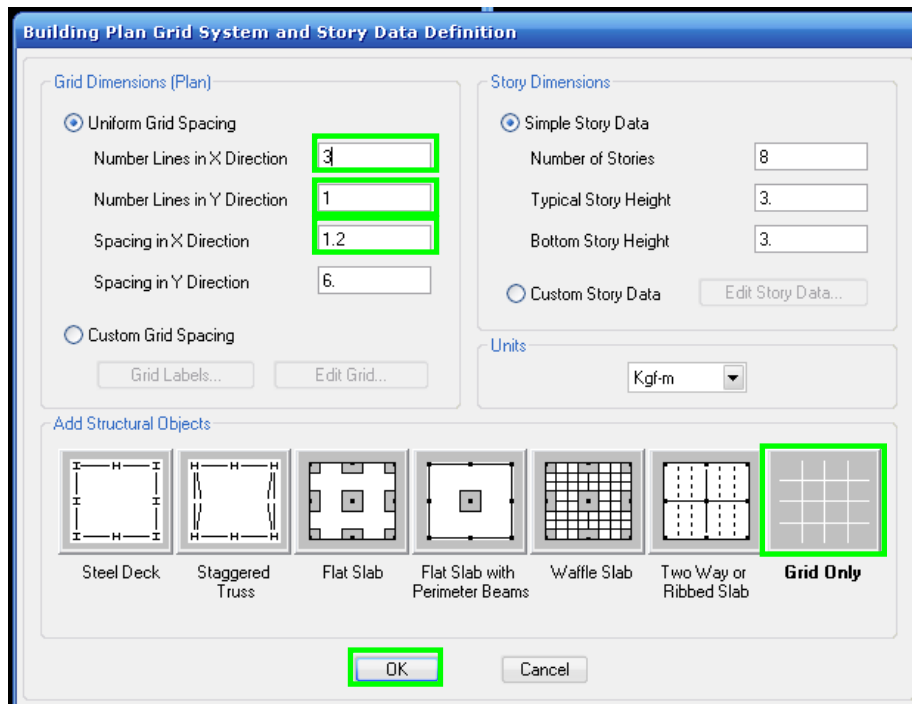 Building Plan Grid System and Story Data Definition
Grid Dimensions (Plan)
Uniform Grid Spacing
Number Lines in X Direction 3
Number Lines in Y Direction 1
Spacing in X Direction 1.2
Spacing in Y Direction 6.
Custom Grid Spacing
Grid Labels... Edit Grid...
Story Dimensions
Simple Story Data
Number of Stories 8
Typical Story Height 3.
Bottom Story Height 3.
Custom Story Data Edit Story Data...
Units
Kgf-m
Add Structural Objects
Steel Deck
Staggered
Truss
Flat Slab
Flat Slab with
Perimeter Beams
Waffle Slab
Two Way or
Ribbed Slab
Grid Only
OK Cancel